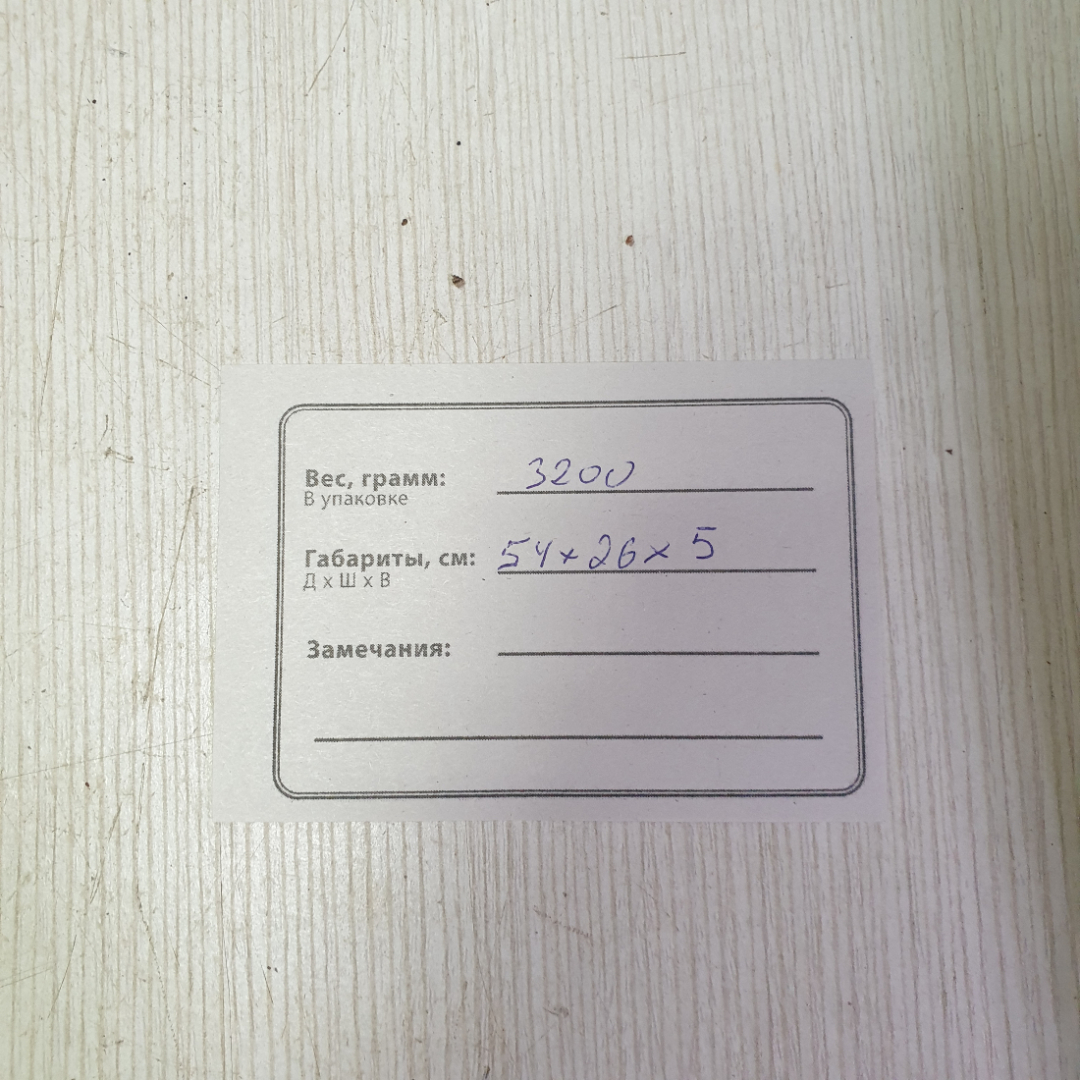 Вес, грамм: 3200
В упаковке
Габариты, см: 54 x 26 x 5
Д х Ш х В
Замечания: